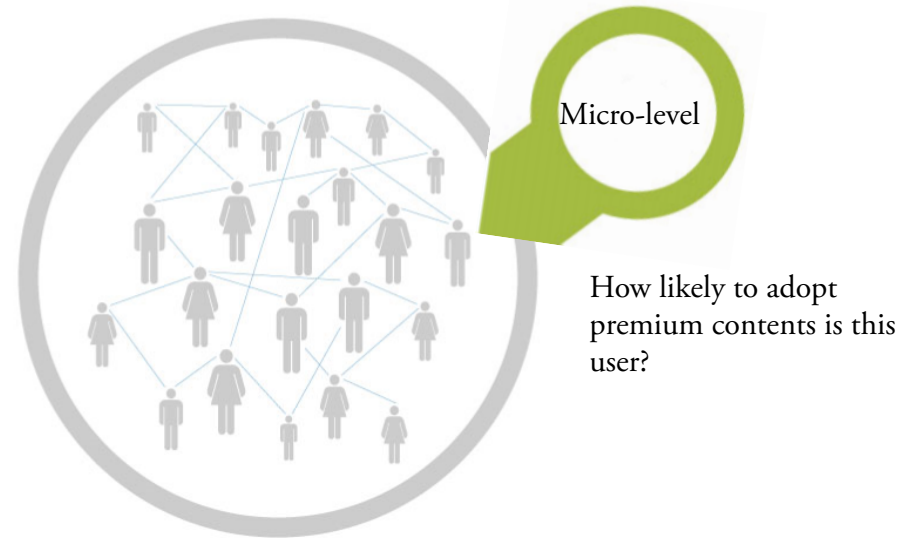 Micro-level
How likely to adopt
premium contents is this
user?